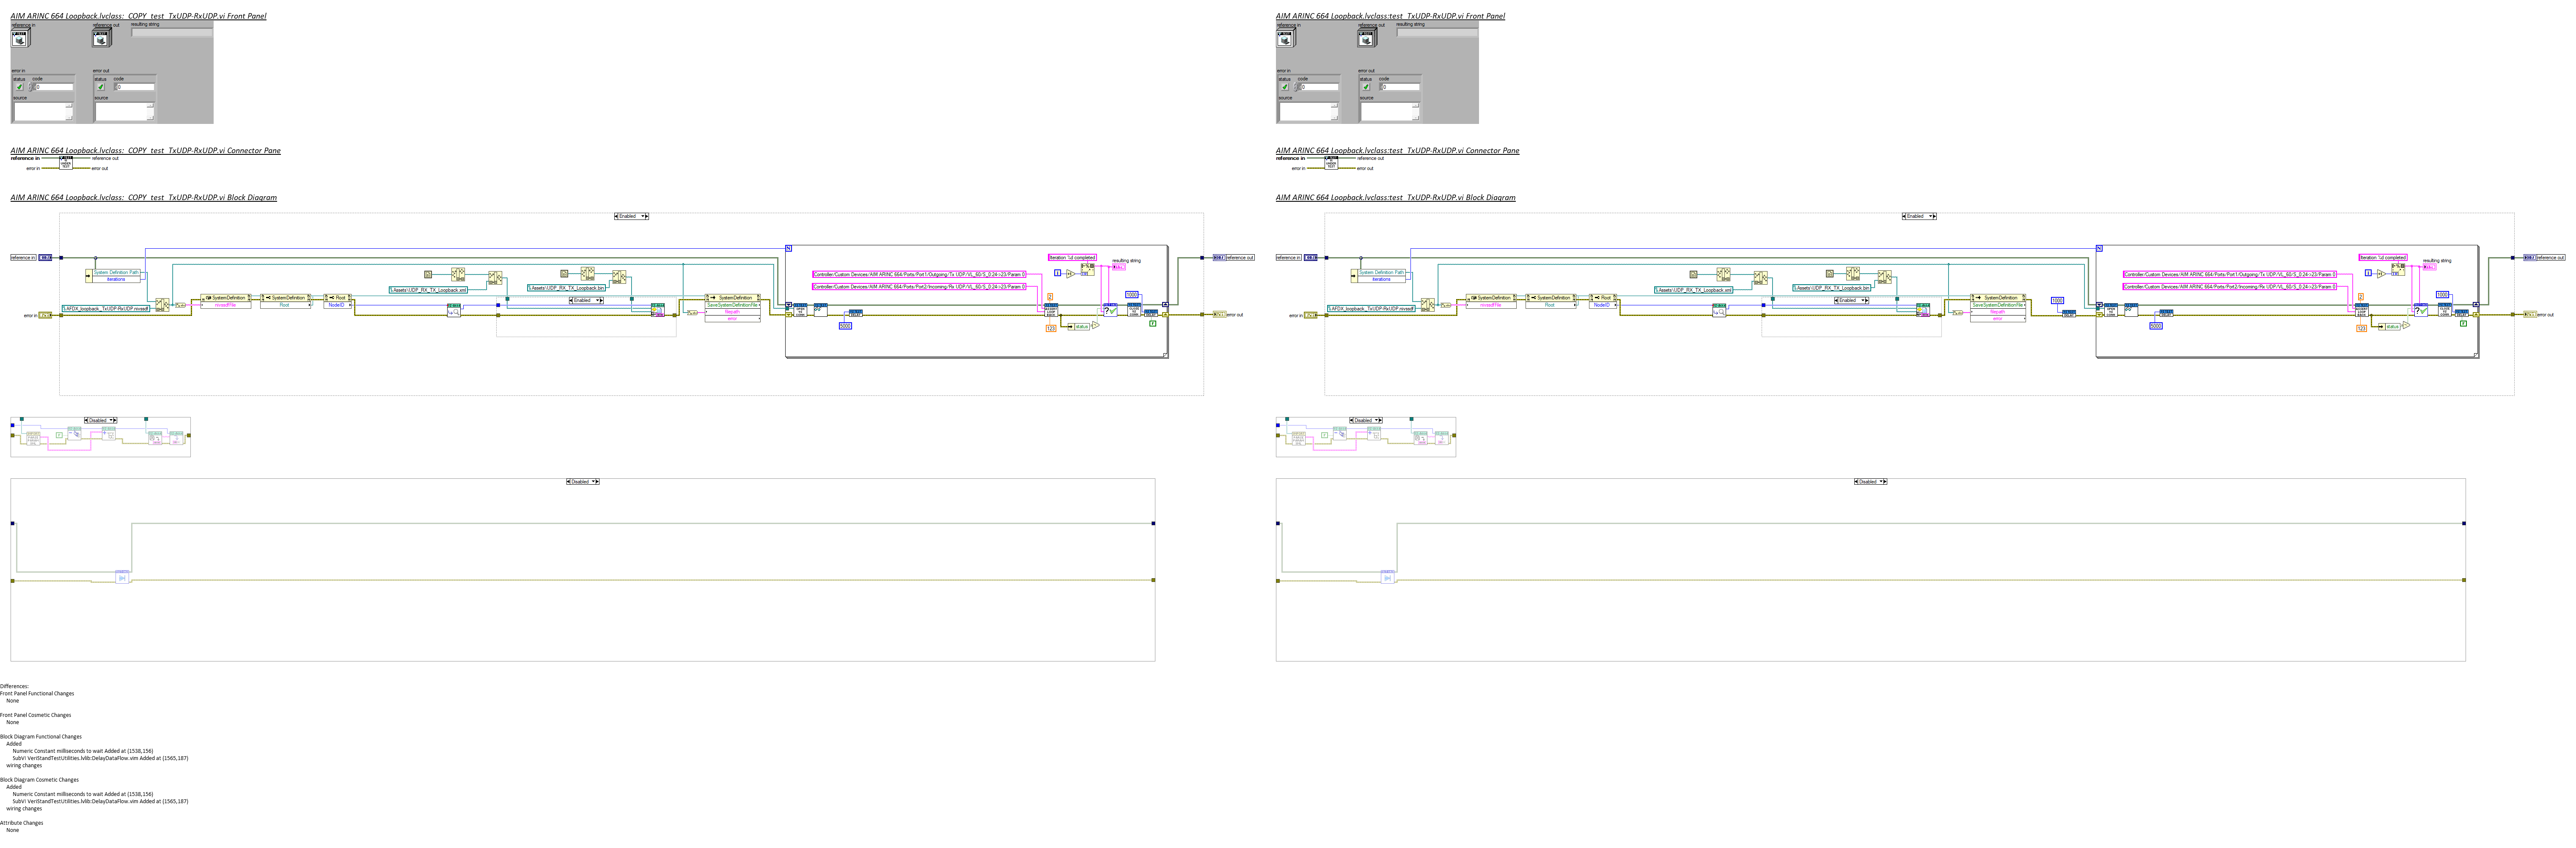 AIM ARINC 664 Loopback.lvclass:_COPY_test_TxUDP-RxUDP.vi Front Panel
reference in
reference out
resulting string
error in
error out
status
code
status
code
0
0
source
source
AIM ARINC 664 Loopback.lvclass:_COPY_test_TxUDP-RxUDP.vi Connector Pane
reference in
reference out
error in
error out
AIM ARINC 664 Loopback.lvclass:_COPY_test_TxUDP-RxUDP.vi Block Diagram
Enabled
reference in
System Definition Path
iterations
\AFDX_loopback_TxUDP-RxUDP.nivssdf
error in
SystemDefinition
nivssdfFile
SystemDefinition
Root
Root
NodeID
\Assets\UDP_RX_TX_Loopback.xml
\Assets\UDP_RX_TX_Loopback.bin
Enabled
SystemDefinition
SaveSystemDefinitionFile
filepath
error
Controller/Custom Devices/AIM ARINC 664/Ports/Port1/Outgoing/Tx UDP/VL_60/S_0:24->23/Param 0
Controller/Custom Devices/AIM ARINC 664/Ports/Port2/Incoming/Rx UDP/VL_60/S_0:24->23/Param 0
Iteration %d completed
resulting string
5000
2
123
status
1000
F
reference out
error out
Disabled
Disabled
AIM ARINC 664 Loopback.lvclass:test_TxUDP-RxUDP.vi Front Panel
reference in
reference out
resulting string
error in
error out
status
code
status
code
0
0
source
source
AIM ARINC 664 Loopback.lvclass:test_TxUDP-RxUDP.vi Connector Pane
reference in
reference out
error in
error out
AIM ARINC 664 Loopback.lvclass:test_TxUDP-RxUDP.vi Block Diagram
Enabled
reference in
System Definition Path
iterations
\AFDX_loopback_TxUDP-RxUDP.nivssdf
error in
SystemDefinition
nivssdfFile
SystemDefinition
Root
Root
NodeID
\Assets\UDP_RX_TX_Loopback.xml
\Assets\UDP_RX_TX_Loopback.bin
Enabled
SystemDefinition
SaveSystemDefinitionFile
filepath
error
1000
Controller/Custom Devices/AIM ARINC 664/Ports/Port1/Outgoing/Tx UDP/VL_60/S_0:24->23/Param 0
Controller/Custom Devices/AIM ARINC 664/Ports/Port2/Incoming/Rx UDP/VL_60/S_0:24->23/Param 0
Iteration %d completed
resulting string
5000
2
123
status
1000
F
reference out
error out
Disabled
Disabled
Differences:
Front Panel Functional Changes
None
Front Panel Cosmetic Changes
None
Block Diagram Functional Changes
Added
Numeric Constant milliseconds to wait Added at (1538,156)
SubVI VeriStandTestUtilities.lvlib:DelayDataFlow.vim Added at (1565,187)
wiring changes
Block Diagram Cosmetic Changes
Added
Numeric Constant milliseconds to wait Added at (1538,156)
SubVI VeriStandTestUtilities.lvlib:DelayDataFlow.vim Added at (1565,187)
wiring changes
Attribute Changes
None